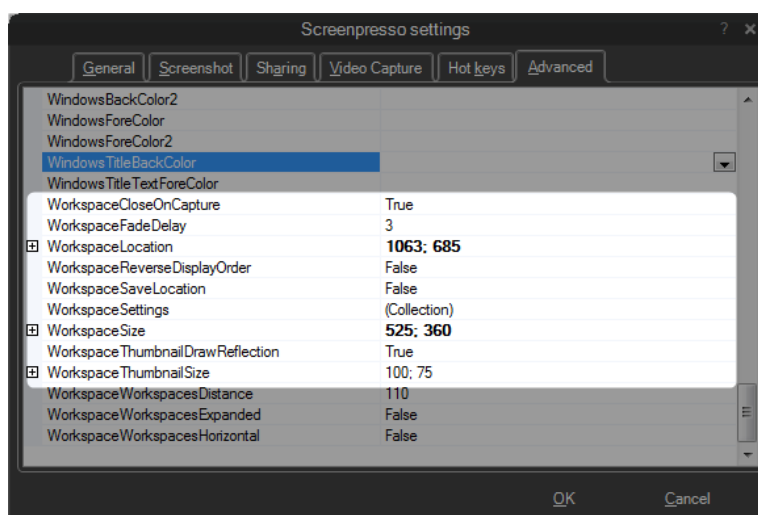 Screenpresso settings ? ×
General Screenshot Sharing Video Capture Hot keys Advanced
WindowsBackColor2
WindowsForeColor
WindowsForeColor2
WindowsTitleBackColor
WindowsTitleTextForeColor
WorkspaceCloseOnCapture True
WorkspaceFadeDelay 3
WorkspaceLocation 1063; 685
WorkspaceReverseDisplayOrder False
WorkspaceSaveLocation False
WorkspaceSettings (Collection)
WorkspaceSize 525; 360
WorkspaceThumbnailDrawReflection True
WorkspaceThumbnailSize 100; 75
WorkspaceWorkspacesDistance 110
WorkspaceWorkspacesExpanded False
WorkspaceWorkspacesHorizontal False
OK Cancel